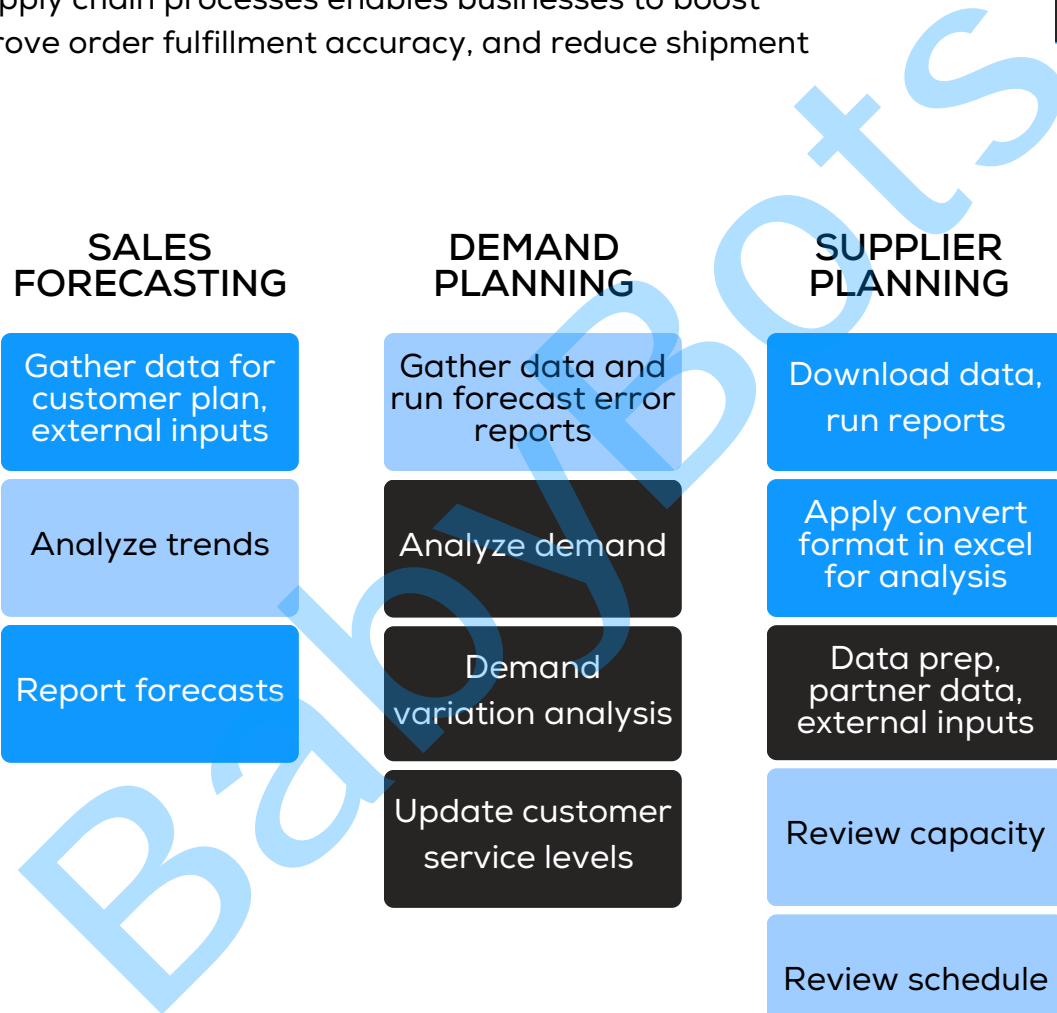 pply chain processes enables businesses to boost
rove order fulfillment accuracy, and reduce shipment
SALES
FORECASTING
Gather data for
customer plan,
external inputs
Analyze trends
Report forecasts
DEMAND
PLANNING
Gather data and
run forecast error
reports
Analyze demand
Demand
variation analysis
Update customer
service levels
SUPPLIER
PLANNING
Download data,
run reports
Apply convert
format in excel
for analysis
Data prep,
partner data,
external inputs
Review capacity
Review schedule
BabyBots